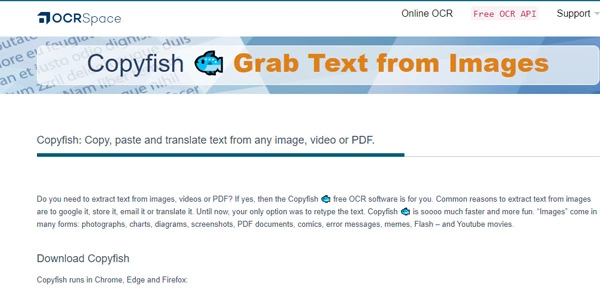 OCRSpace
Online OCR
Free OCR API
Support
Copyfish Grab Text from Images
Copyfish: Copy, paste and translate text from any image, video or PDF.
Do you need to extract text from images, videos or PDF? If yes, then the Copyfish free OCR software is for you. Common reasons to extract text from images
are to google it, store it, email it or translate it. Until now, your only option was to retype the text. Copyfish is soooo much faster and more fun. “Images” come in
many forms: photographs, charts, diagrams, screenshots, PDF documents, comics, error messages, memes, Flash – and Youtube movies.
Download Copyfish
Copyfish runs in Chrome, Edge and Firefox: